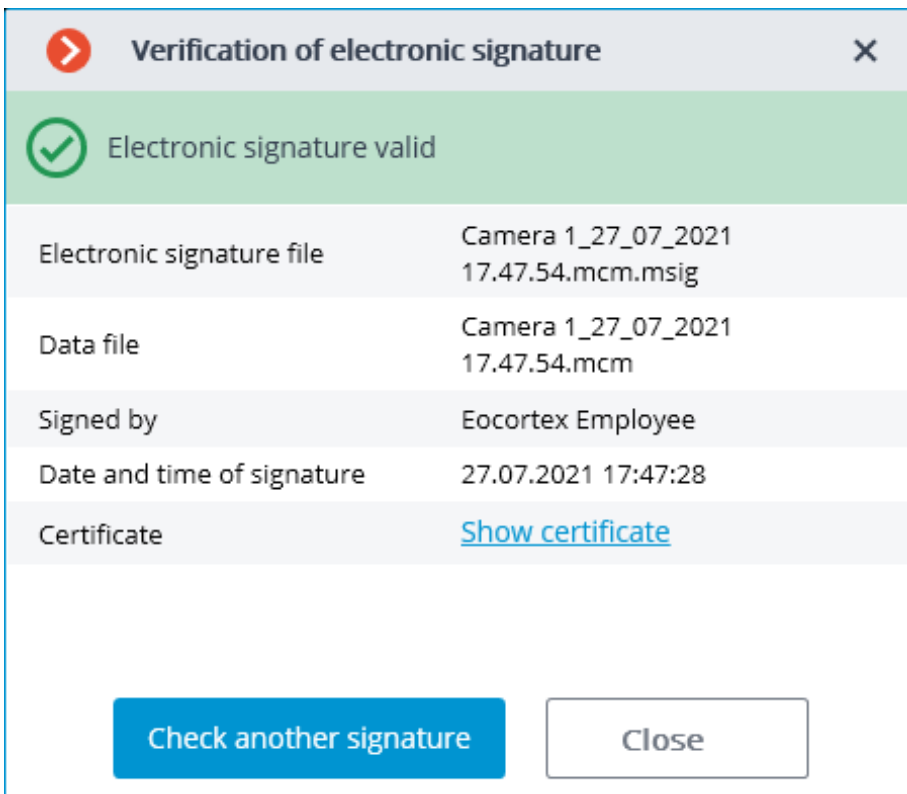 Verification of electronic signature
Electronic signature valid
Electronic signature file
Camera 1_27_07_2021
17.47.54.mcm.msig
Data file
Camera 1_27_07_2021
17.47.54.mcm
Signed by
Eocortex Employee
Date and time of signature
27.07.2021 17:47:28
Certificate
Show certificate
Check another signature
Close